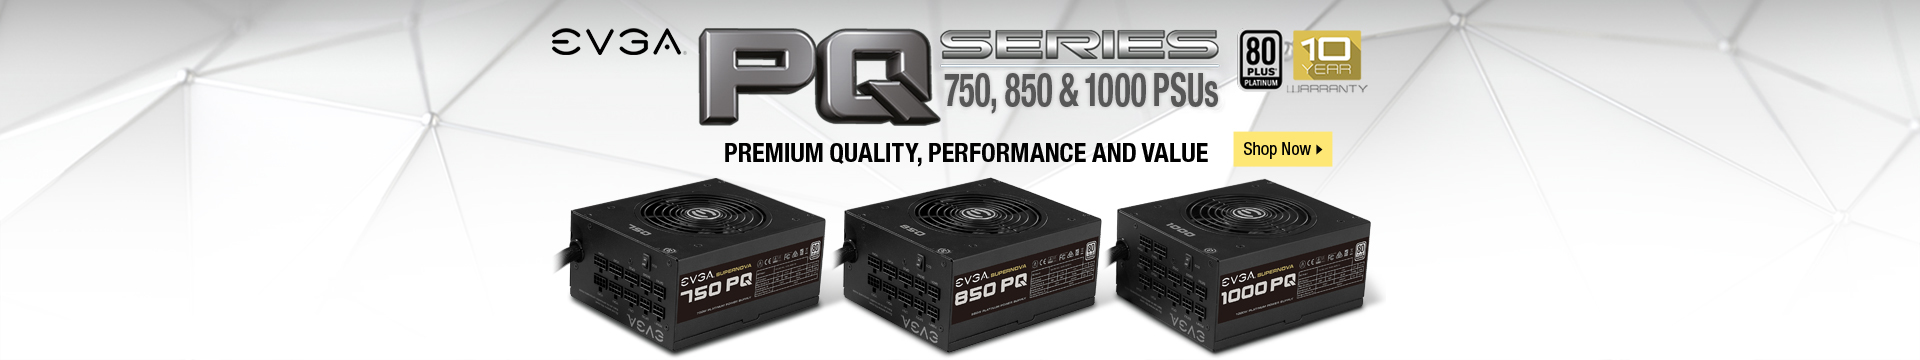 EVGA
PQ SERIES
750, 850 & 1000 PSUs
80 PLUS PLATINUM
10 YEAR WARRANTY
PREMIUM QUALITY, PERFORMANCE AND VALUE
Shop Now
750
EVGA SUPERNOVA
750 PQ
EVGA
850
EVGA SUPERNOVA
850 PQ
EVGA
1000
EVGA SUPERNOVA
1000 PQ
EVGA